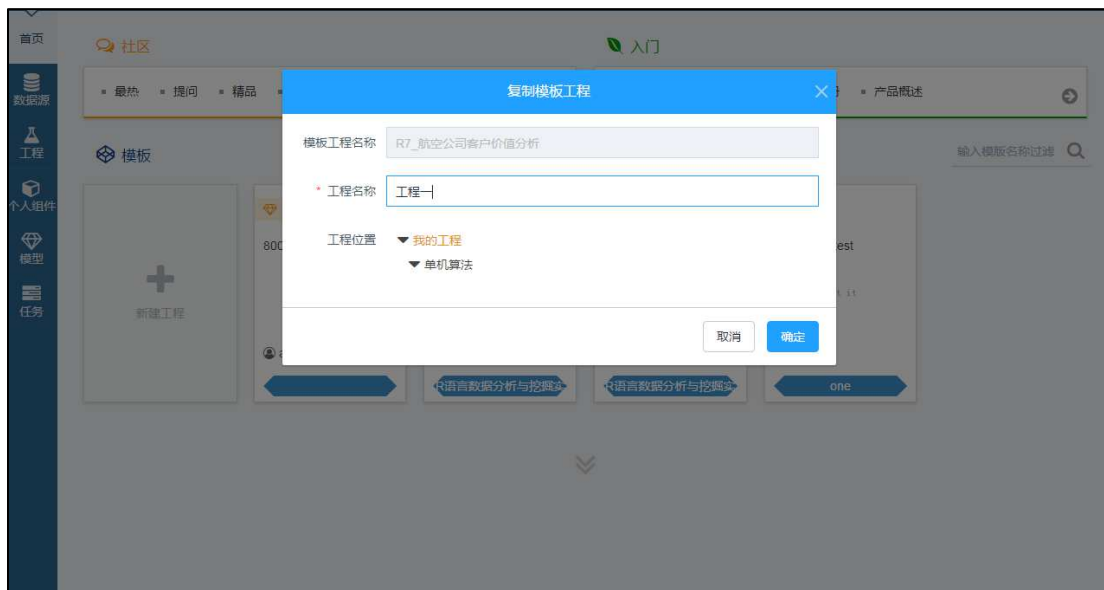 首页
社区
入门
数据源
最热
提问
精品
产品概述
复制模板工程
工程
模板
输入模版名称过滤
模板工程名称
R7_航空公司客户价值分析
个人组件
* 工程名称
工程一
模型
800
工程位置
我的工程
单机算法
任务
新建工程
取消
确定
R语言数据分析与挖掘实
R语言数据分析与挖掘实
one